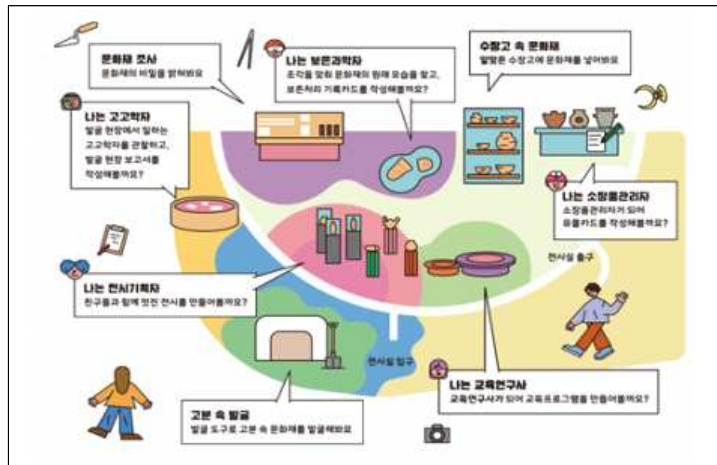 문화재 조사
문화재의 비밀을 밝혀봐요
나는 보존과학자
조각을 맞춰 문화재의 원래 모습을 찾고,
보존처리 기록카드를 작성해볼까요?
수장고 속 문화재
알맞은 수장고에 문화재를 넣어봐요
나는 고고학자
발굴 현장에서 일하는
고고학자를 관찰하고,
발굴 현장 보고서를
작성해볼까요?
나는 소장품관리자
소장품관리자가 되어
유물카드를 작성해볼까요?
전시실 출구
나는 전시기획자
친구들과 함께 멋진 전시를 만들어볼까요?
전시실 입구
나는 교육연구사
교육연구사가 되어 교육프로그램을 만들어볼까요?
고분 속 발굴
발굴 도구로 고분 속 문화재를 발굴해봐요